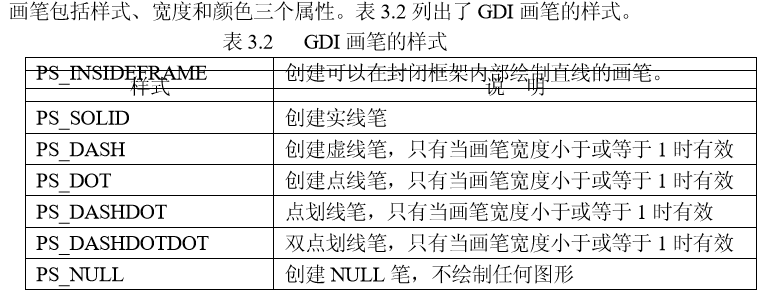 画笔包括样式、宽度和颜色三个属性。表 3.2 列出了 GDI 画笔的样式。
表 3.2 GDI 画笔的样式
PS_INSIDEFRAME 创建可以在封闭框架内部绘制直线的画笔。
样式 说 明
PS_SOLID 创建实线笔
PS_DASH 创建虚线笔，只有当画笔宽度小于或等于 1 时有效
PS_DOT 创建点线笔，只有当画笔宽度小于或等于 1 时有效
PS_DASHDOT 点划线笔，只有当画笔宽度小于或等于 1 时有效
PS_DASHDOTDOT 双点划线笔，只有当画笔宽度小于或等于 1 时有效
PS_NULL 创建 NULL 笔，不绘制任何图形